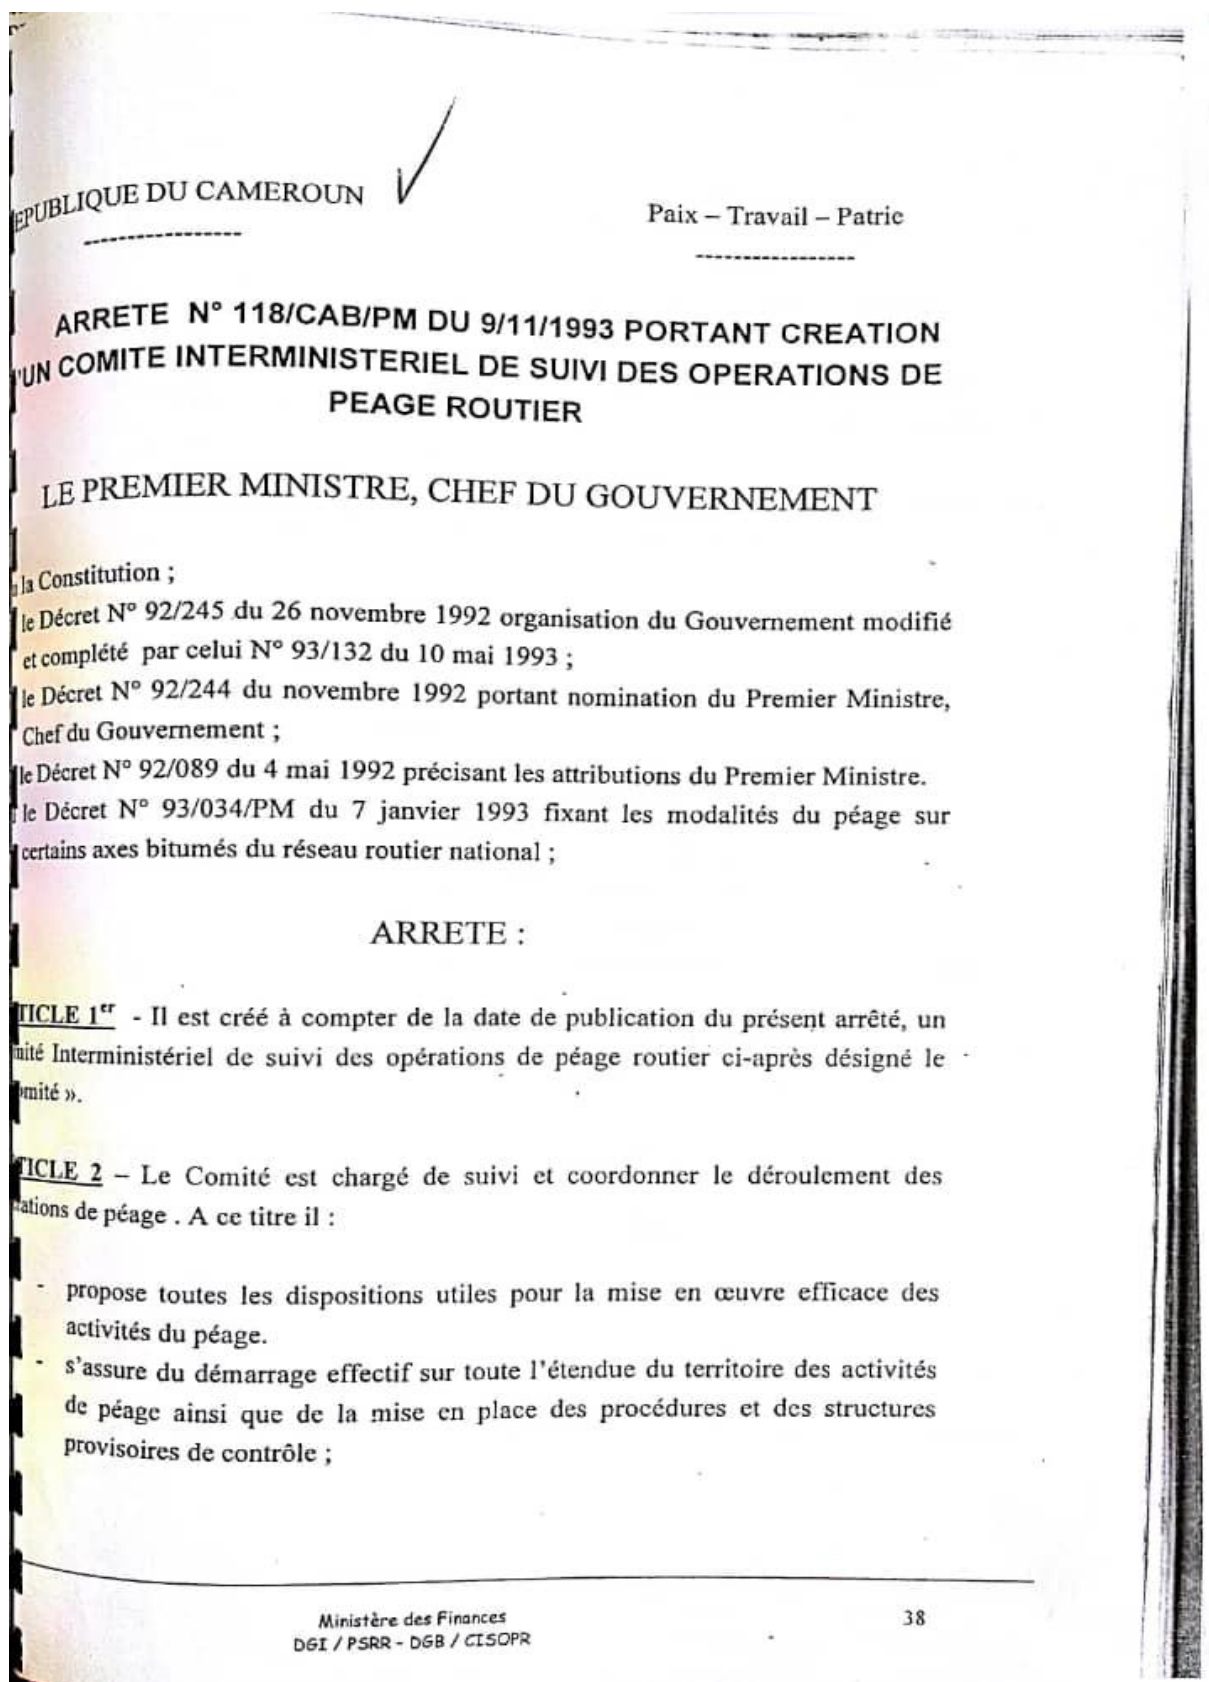 EPUBLIQUE DU CAMEROUN
Paix – Travail – Patrie
ARRETE N° 118/CAB/PM DU 9/11/1993 PORTANT CREATION
'UN COMITE INTERMINISTERIEL DE SUIVI DES OPERATIONS DE
PEAGE ROUTIER
LE PREMIER MINISTRE, CHEF DU GOUVERNEMENT
la Constitution ;
le Décret N° 92/245 du 26 novembre 1992 organisation du Gouvernement modifié
et complété par celui N° 93/132 du 10 mai 1993 ;
le Décret N° 92/244 du novembre 1992 portant nomination du Premier Ministre,
Chef du Gouvernement ;
le Décret N° 92/089 du 4 mai 1992 précisant les attributions du Premier Ministre.
le Décret N° 93/034/PM du 7 janvier 1993 fixant les modalités du péage sur
certains axes bitumés du réseau routier national ;
ARRETE :
TICLE 1er - Il est créé à compter de la date de publication du présent arrêté, un
mité Interministériel de suivi des opérations de péage routier ci-après désigné le
omité ».
TICLE 2 – Le Comité est chargé de suivi et coordonner le déroulement des
rations de péage . A ce titre il :
- propose toutes les dispositions utiles pour la mise en œuvre efficace des
activités du péage.
- s'assure du démarrage effectif sur toute l'étendue du territoire des activités
de péage ainsi que de la mise en place des procédures et des structures
provisoires de contrôle ;
Ministère des Finances
38
DGI / PSRR - DGB / CISOPR